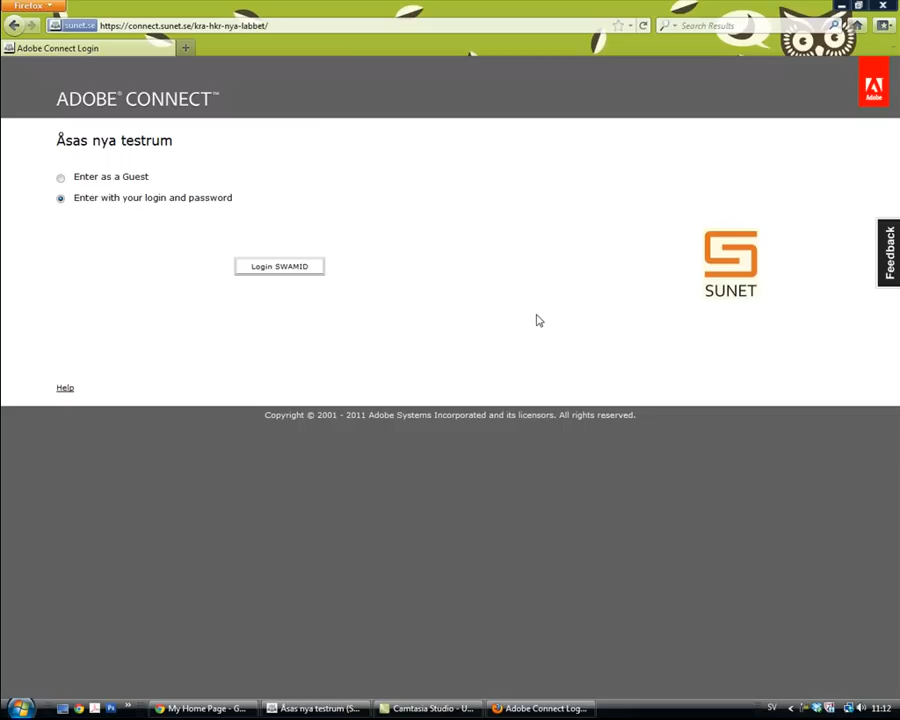 Firefox
sunet.se https://connect.sunet.se/kra-hkr-nya-labbet/
Search Results
Adobe Connect Login
ADOBE® CONNECT™
Adobe
Åsas nya testrum
Enter as a Guest
Enter with your login and password
Feedback
Login SWAMID
SUNET
Help
Copyright © 2001 - 2011 Adobe Systems Incorporated and its licensors. All rights reserved.
My Home Page - G...
Åsas nya testrum (S...
Camtasia Studio - U...
Adobe Connect Log...
SV
11:12